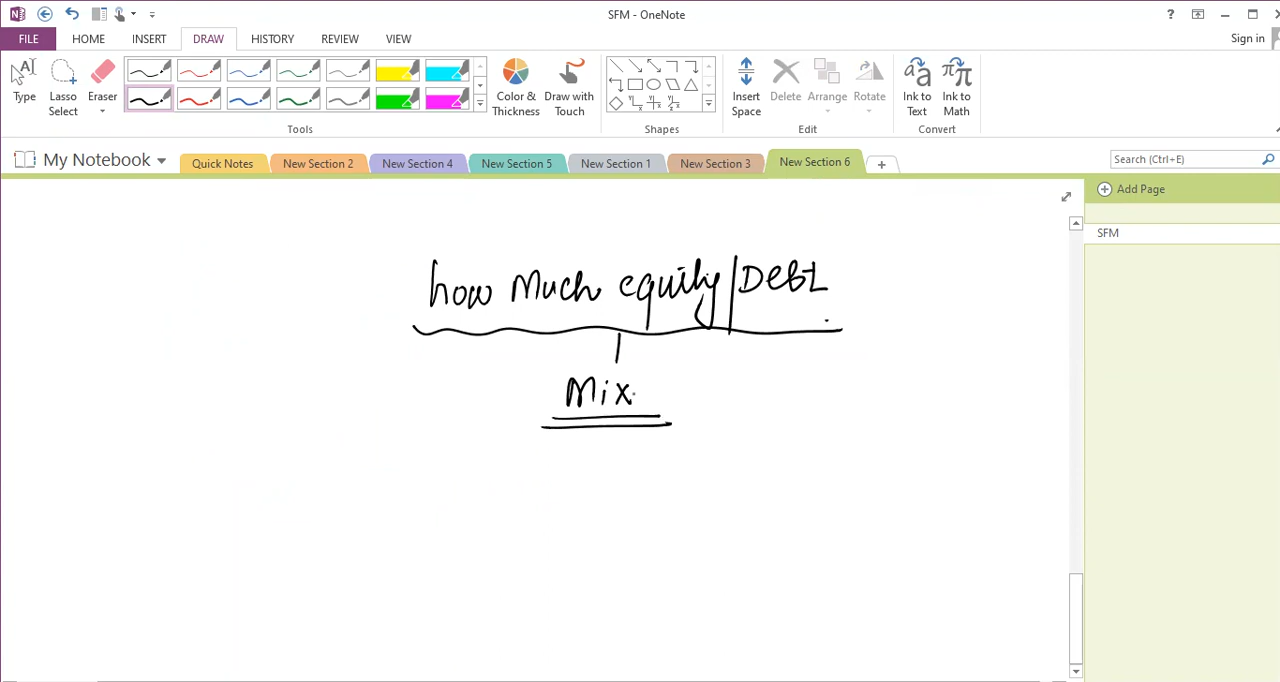 SFM - OneNote
?
FILE HOME INSERT DRAW HISTORY REVIEW VIEW
Sign in
Type Lasso Select Eraser Color & Thickness Draw with Touch Insert Space Delete Arrange Rotate Ink to Text Ink to Math
Tools Shapes Edit Convert
My Notebook Quick Notes New Section 2 New Section 4 New Section 5 New Section 1 New Section 3 New Section 6 + Search (Ctrl+E)
Add Page
SFM
how Much equity/Debt
Mix